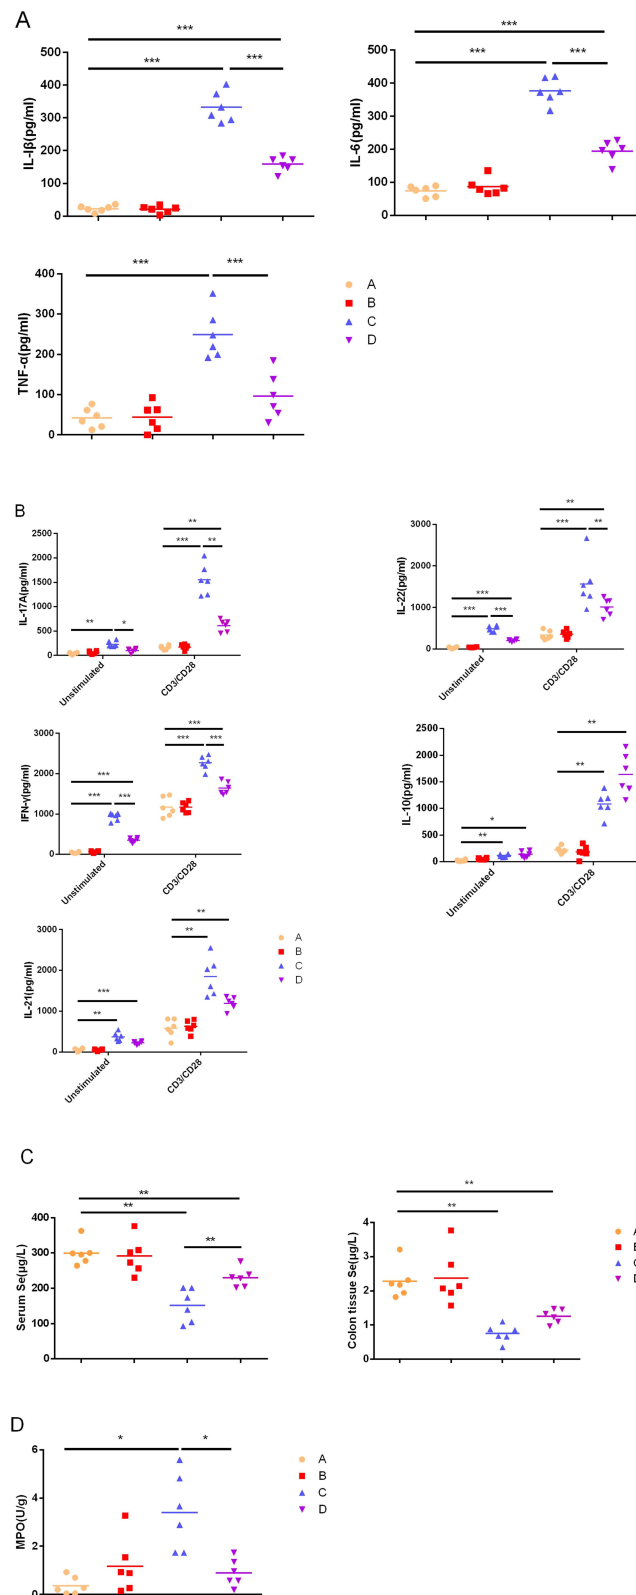 A
***
***
***
IL-Iβ(pg/ml)
500
400
300
200
100
0
***
***
***
IL-6(pg/ml)
500
400
300
200
100
0
***
***
TNF-α(pg/ml)
400
300
200
100
0
A
B
C
D
B
**
***
**
**
*
IL-17A(pg/ml)
2500
2000
1500
1000
500
0
Unstimulated
CD3/CD28
**
***
**
***
***
***
IL-22(pg/ml)
3000
2000
1000
0
Unstimulated
CD3/CD28
***
***
***
***
***
***
IFN-γ(pg/ml)
3000
2000
1000
0
Unstimulated
CD3/CD28
**
**
*
**
IL-10(pg/ml)
2500
2000
1500
1000
500
0
Unstimulated
CD3/CD28
**
**
***
**
IL-21(pg/ml)
3000
2000
1000
0
Unstimulated
CD3/CD28
A
B
C
D
C
**
**
**
Serum Se(μg/L)
400
300
200
100
0
**
**
Colon tissue Se(μg/L)
4
3
2
1
0
A
B
C
D
D
*
*
MPO(U/g)
6
4
2
0
A
B
C
D